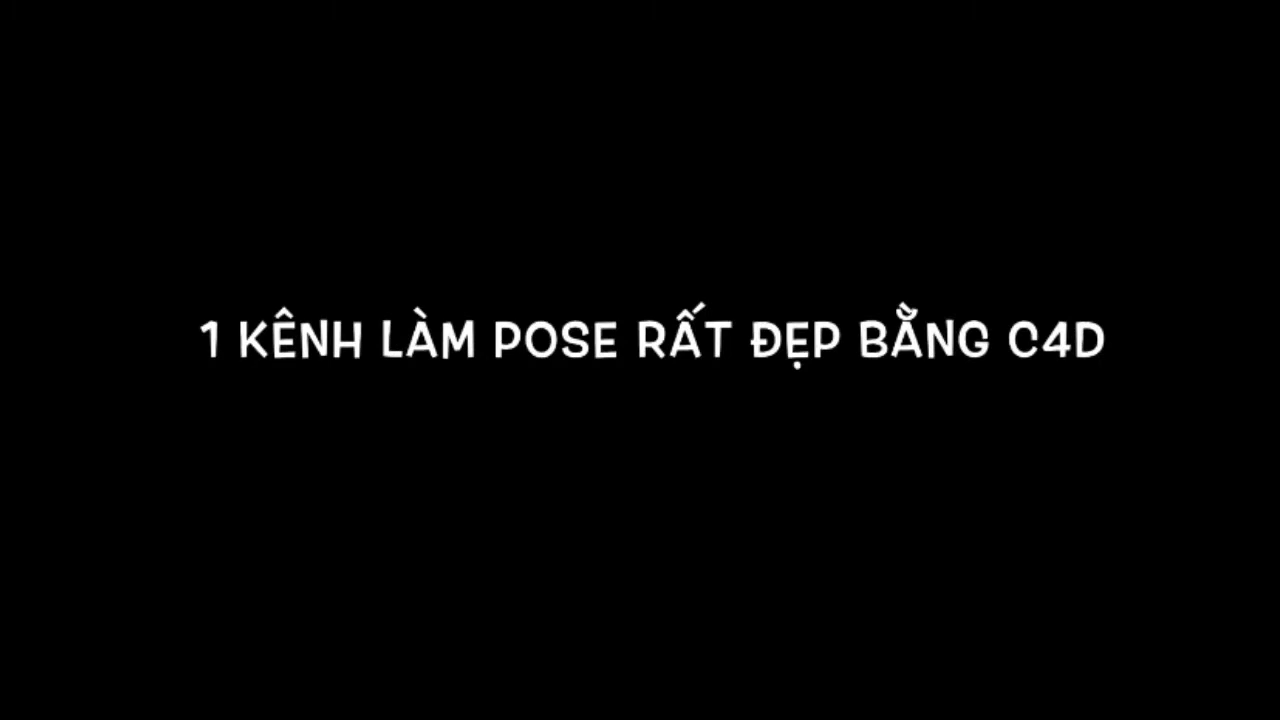 1 KÊNH LÀM POSE RẤT ĐẸP BẰNG C4D